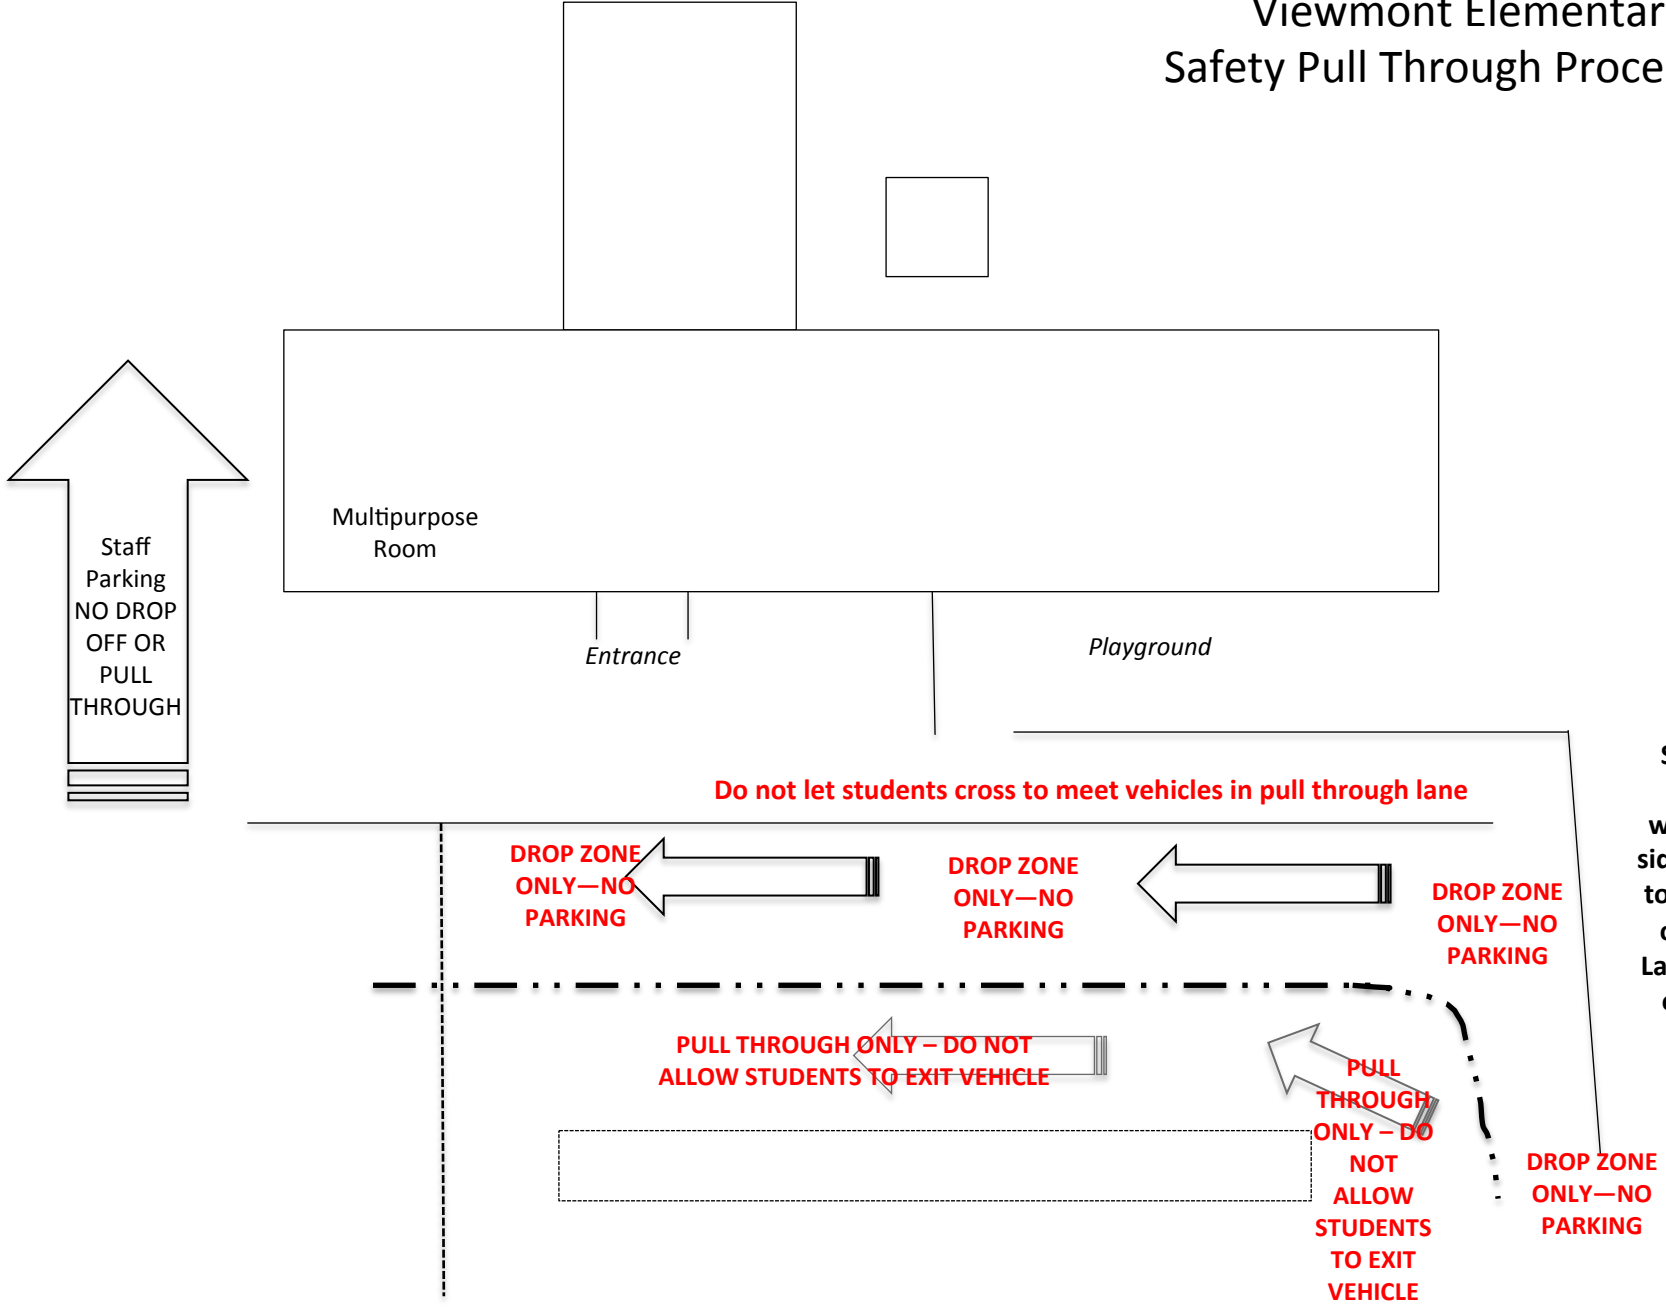 Viewmont Elementar
Safety Pull Through Proce
Multipurpose
Room
Staff
Parking
NO DROP
OFF OR
PULL
THROUGH
Entrance
Playground
Do not let students cross to meet vehicles in pull through lane
DROP ZONE
ONLY—NO
PARKING
DROP ZONE
ONLY—NO
PARKING
DROP ZONE
ONLY—NO
PARKING
S
w
sid
to
La
PULL THROUGH ONLY – DO NOT
ALLOW STUDENTS TO EXIT VEHICLE
PULL
THROUGH
ONLY – DO
NOT
ALLOW
STUDENTS
TO EXIT
VEHICLE
DROP ZONE
ONLY—NO
PARKING